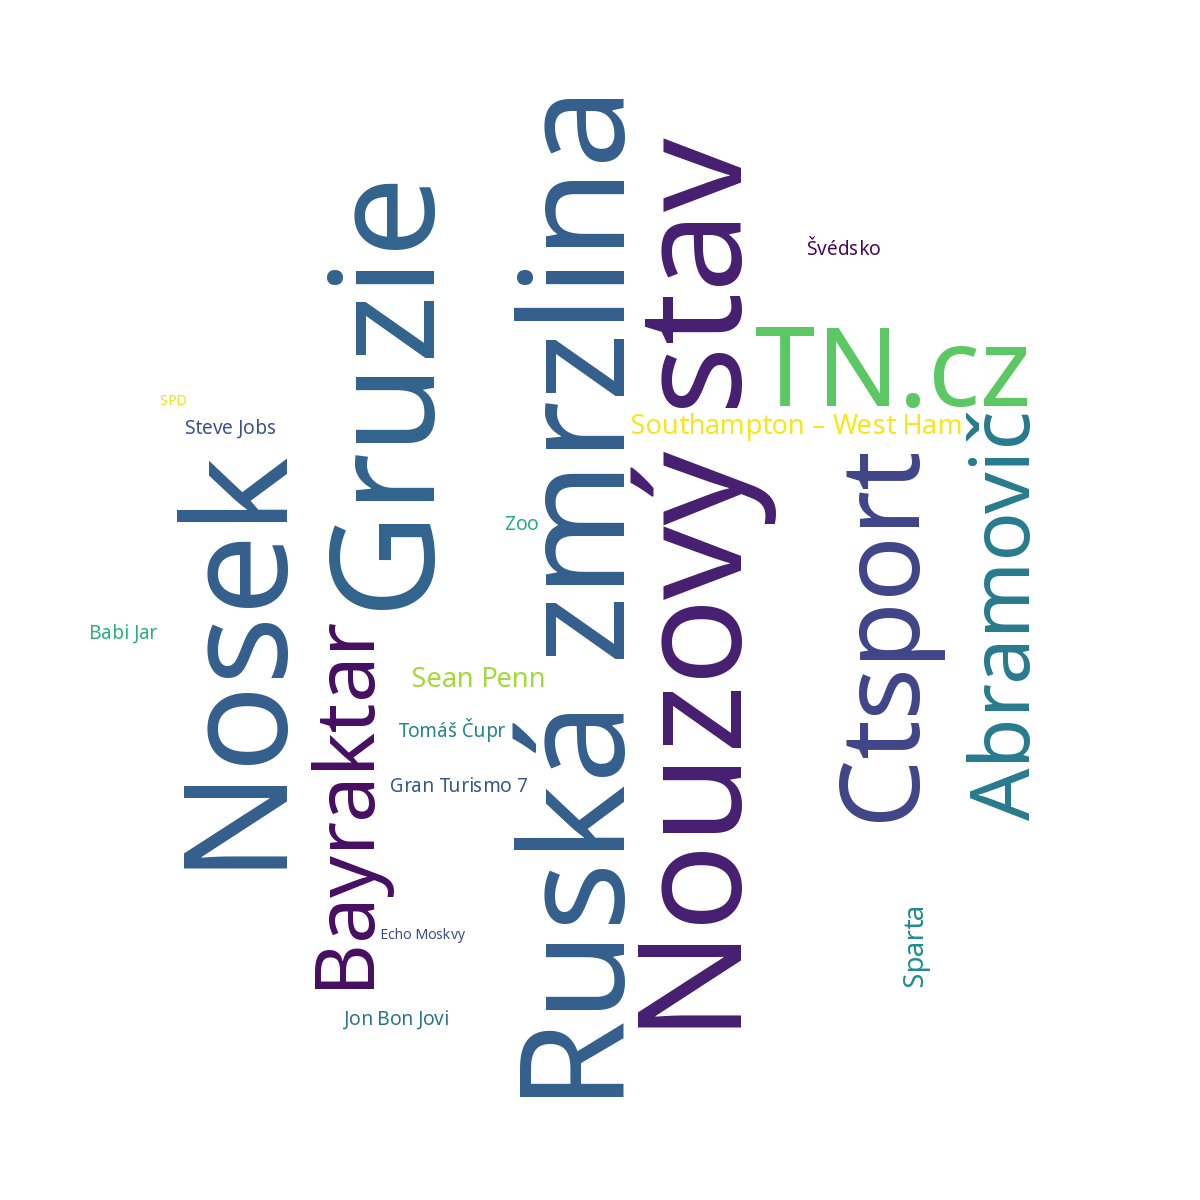 Ruská zmrzlina
Nouzový stav
Gruzie
Nosek
TN.cz
Ctsport
Abramovič
Bayraktar
Southampton – West Ham
Sean Penn
Sparta
Švédsko
Steve Jobs
Zoo
Babi Jar
Tomáš Čupr
Gran Turismo 7
Jon Bon Jovi
Echo Moskvy
SPD